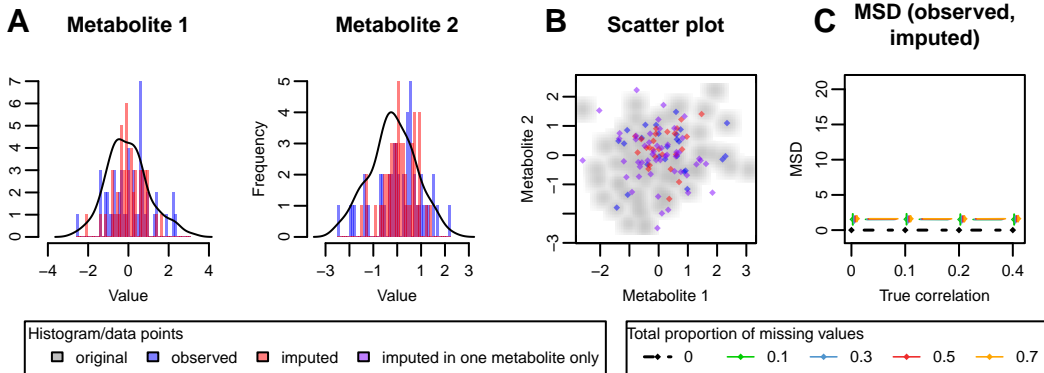 A
Metabolite 1
Metabolite 2
B
Scatter plot
C
MSD (observed,
imputed)
0 1 2 3 4 5 6 7
−4 −2 0 2 4
Value
Frequency
0 1 2 3 4 5
−3 −1 1 3
Value
Metabolite 2
−3 −1 0 1 2
−2 0 1 2 3
Metabolite 1
MSD
0 5 10 15 20
0 0.1 0.2 0.4
True correlation
Histogram/data points
original observed imputed imputed in one metabolite only
Total proportion of missing values
0 0.1 0.3 0.5 0.7